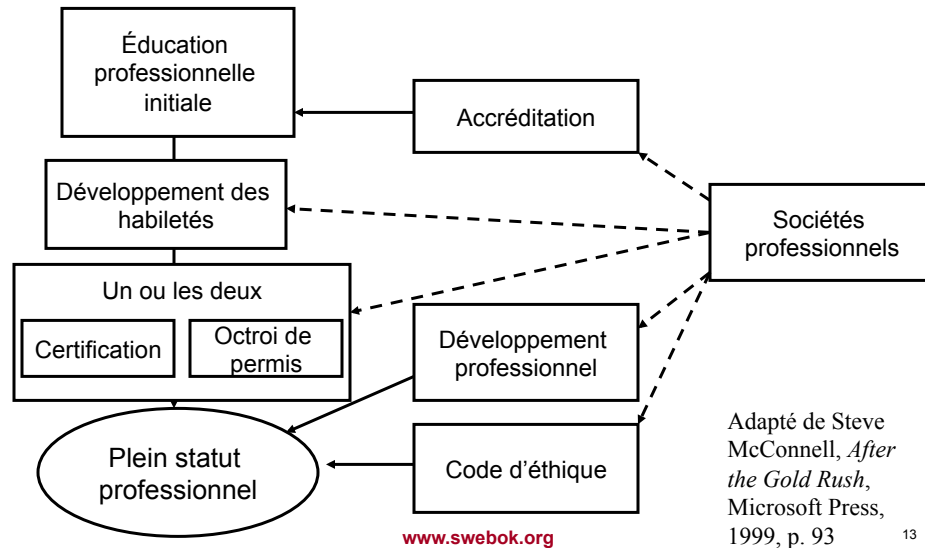 Éducation
professionnelle
initiale
Accréditation
Développement des
habiletés
Sociétés
professionnels
Un ou les deux
Certification
Octroi de
permis
Développement
professionnel
Plein statut
professionnel
Code d’éthique
Adapté de Steve
McConnell, After
the Gold Rush,
Microsoft Press,
1999, p. 93
www.swebok.org
13